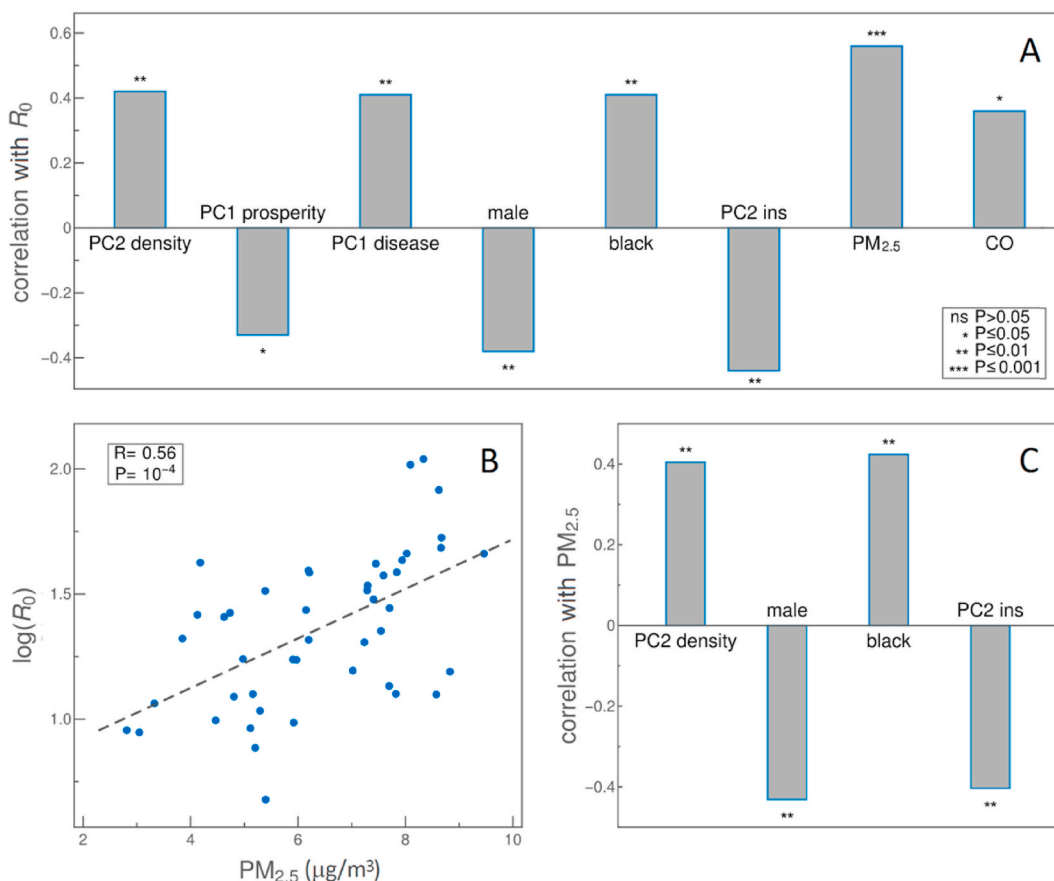 A
correlation with R₀
0.6
0.4
0.2
0
−0.2
−0.4
**
PC2 density
PC1 prosperity
*
**
PC1 disease
male
**
**
black
PC2 ins
**
***
PM₂.₅
*
CO
ns P>0.05
* P≤0.05
** P≤0.01
*** P≤0.001
B
R= 0.56
P= 10⁻⁴
log(R₀)
2.0
1.5
1.0
2 4 6 8 10
PM₂.₅ (μg/m³)
C
correlation with PM₂.₅
0.4
0.2
0
−0.2
−0.4
**
PC2 density
male
**
**
black
PC2 ins
**